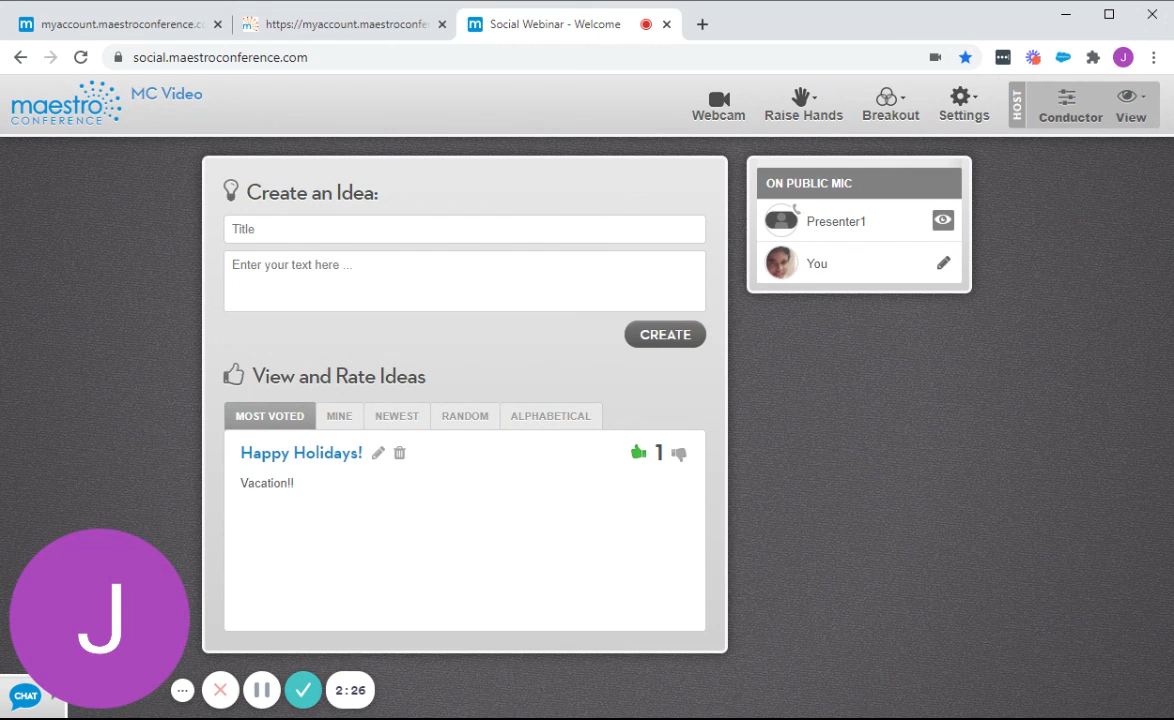 myaccount.maestroconference.c
https://myaccount.maestroconfe
Social Webinar - Welcome
social.maestroconference.com
J
maestro
CONFERENCE
MC Video
Webcam
Raise Hands
Breakout
Settings
HOST
Conductor
View
Create an Idea:
Title
Enter your text here ...
CREATE
View and Rate Ideas
MOST VOTED
MINE
NEWEST
RANDOM
ALPHABETICAL
Happy Holidays!
1
Vacation!!
ON PUBLIC MIC
Presenter1
You
J
CHAT
2:26